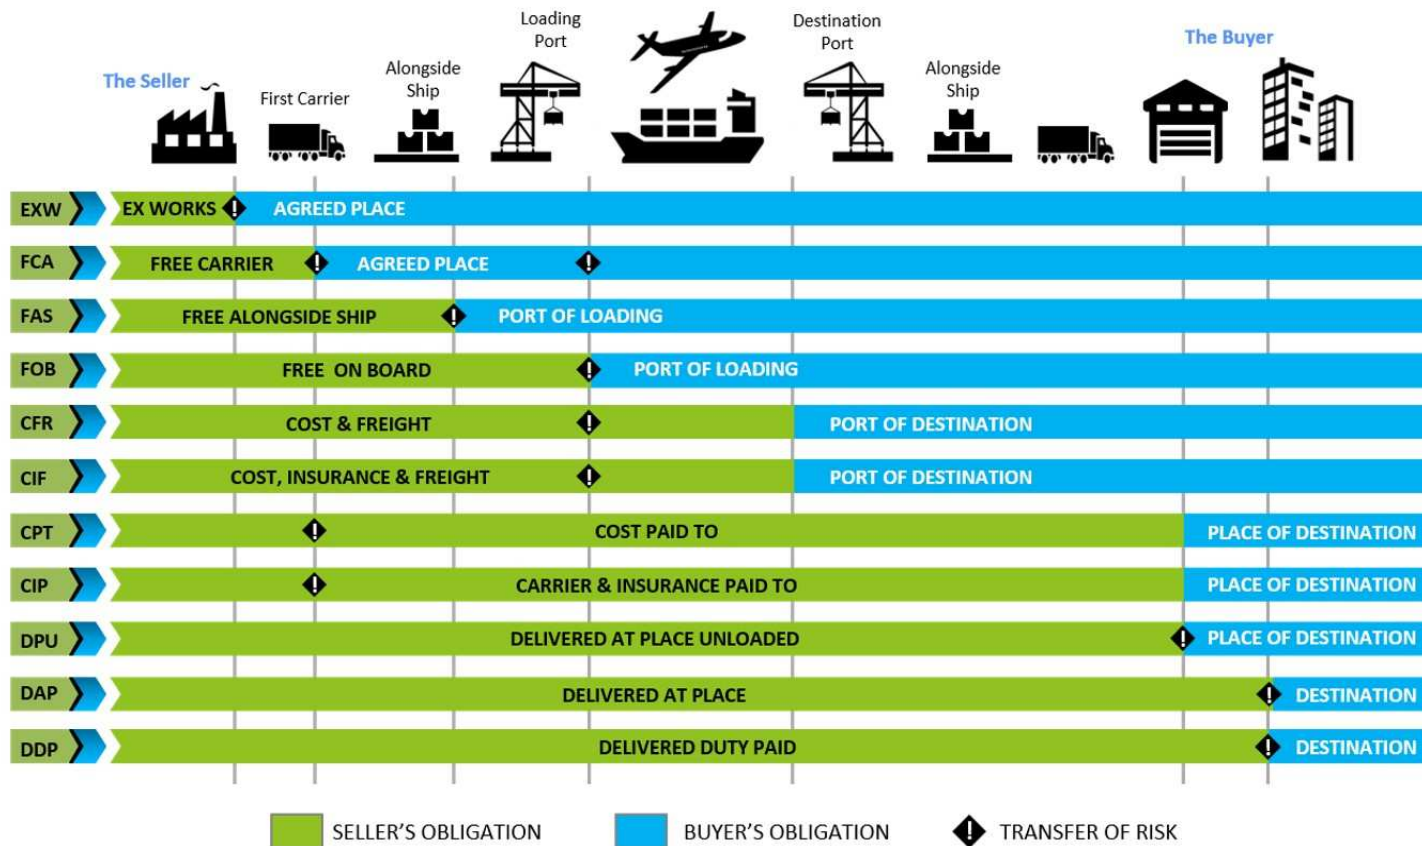 Loading
Port
Destination
Port
The Buyer
The Seller
Alongside
Ship
Alongside
Ship
First Carrier
EXW EX WORKS ! AGREED PLACE
FCA FREE CARRIER ! AGREED PLACE !
FAS FREE ALONGSIDE SHIP ! PORT OF LOADING
FOB FREE ON BOARD ! PORT OF LOADING
CFR COST & FREIGHT ! PORT OF DESTINATION
CIF COST, INSURANCE & FREIGHT ! PORT OF DESTINATION
CPT ! COST PAID TO PLACE OF DESTINATION
CIP ! CARRIER & INSURANCE PAID TO PLACE OF DESTINATION
DPU DELIVERED AT PLACE UNLOADED ! PLACE OF DESTINATION
DAP DELIVERED AT PLACE ! DESTINATION
DDP DELIVERED DUTY PAID ! DESTINATION
SELLER'S OBLIGATION BUYER'S OBLIGATION ! TRANSFER OF RISK